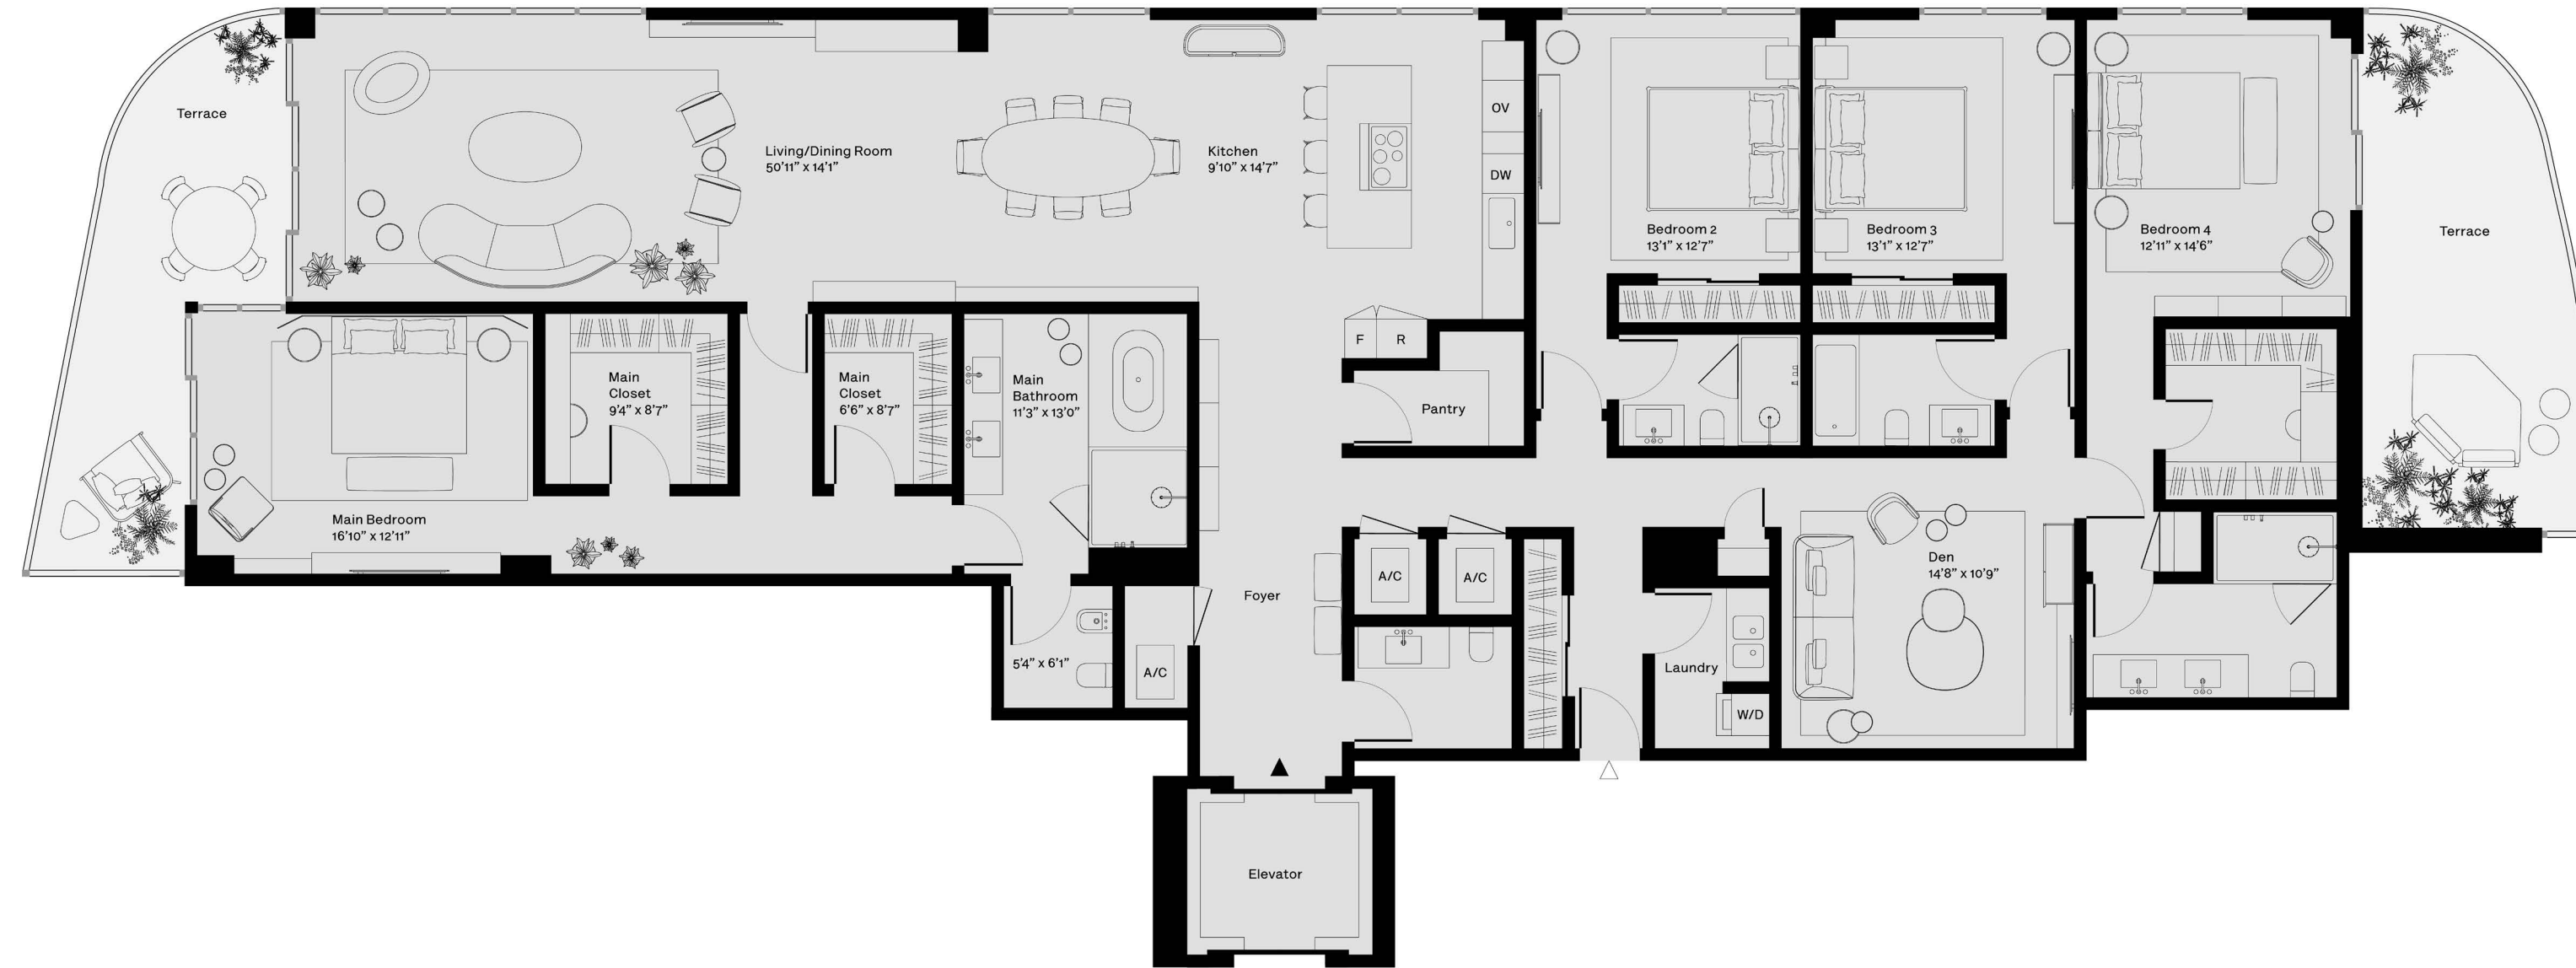 Terrace
Living/Dining Room
50'11" x 14'1"
Kitchen
9'10" x 14'7"
OV
DW
F
R
Bedroom 2
13'1" x 12'7"
Bedroom 3
13'1" x 12'7"
Bedroom 4
12'11" x 14'6"
Terrace
Main Bedroom
16'10" x 12'11"
Main
Closet
9'4" x 8'7"
Main
Closet
6'6" x 8'7"
Main
Bathroom
11'3" x 13'0"
Pantry
5'4" x 6'1"
A/C
Foyer
A/C
A/C
Laundry
W/D
Den
14'8" x 10'9"
Elevator